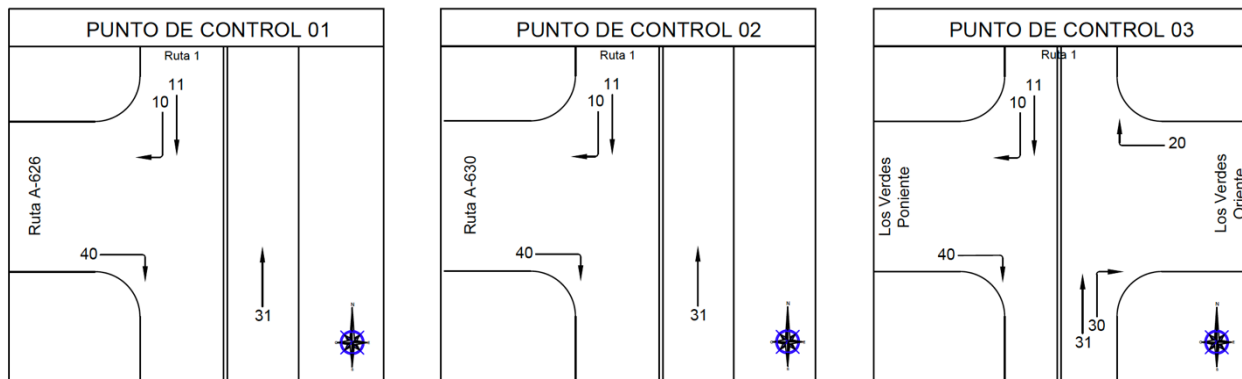 PUNTO DE CONTROL 01
Ruta 1
11
10
Ruta A-626
40
31
N
PUNTO DE CONTROL 02
Ruta 1
11
10
Ruta A-630
40
31
N
PUNTO DE CONTROL 03
Ruta 1
11
10
20
Los Verdes
Poniente
Los Verdes
Oriente
40
30
31
N